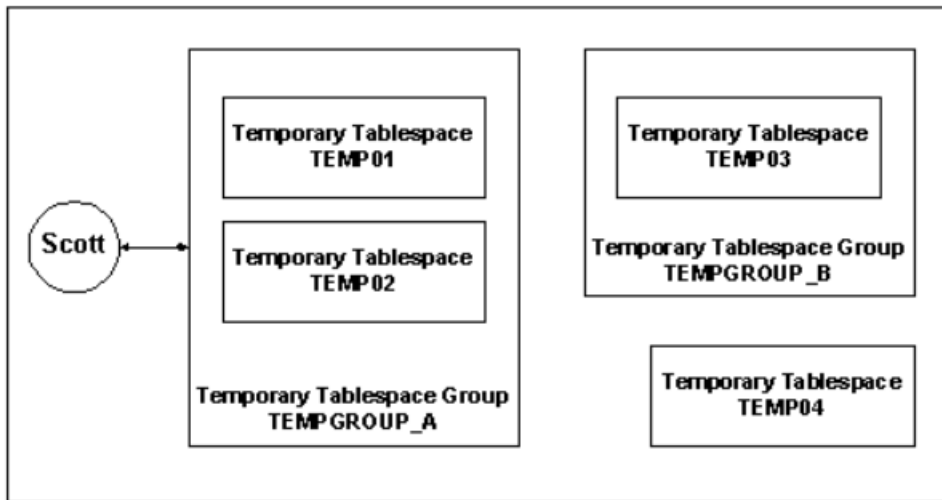 Scott
Temporary Tablespace
TEMP01
Temporary Tablespace
TEMP02
Temporary Tablespace Group
TEMPGROUP_A
Temporary Tablespace
TEMP03
Temporary Tablespace Group
TEMPGROUP_B
Temporary Tablespace
TEMP04